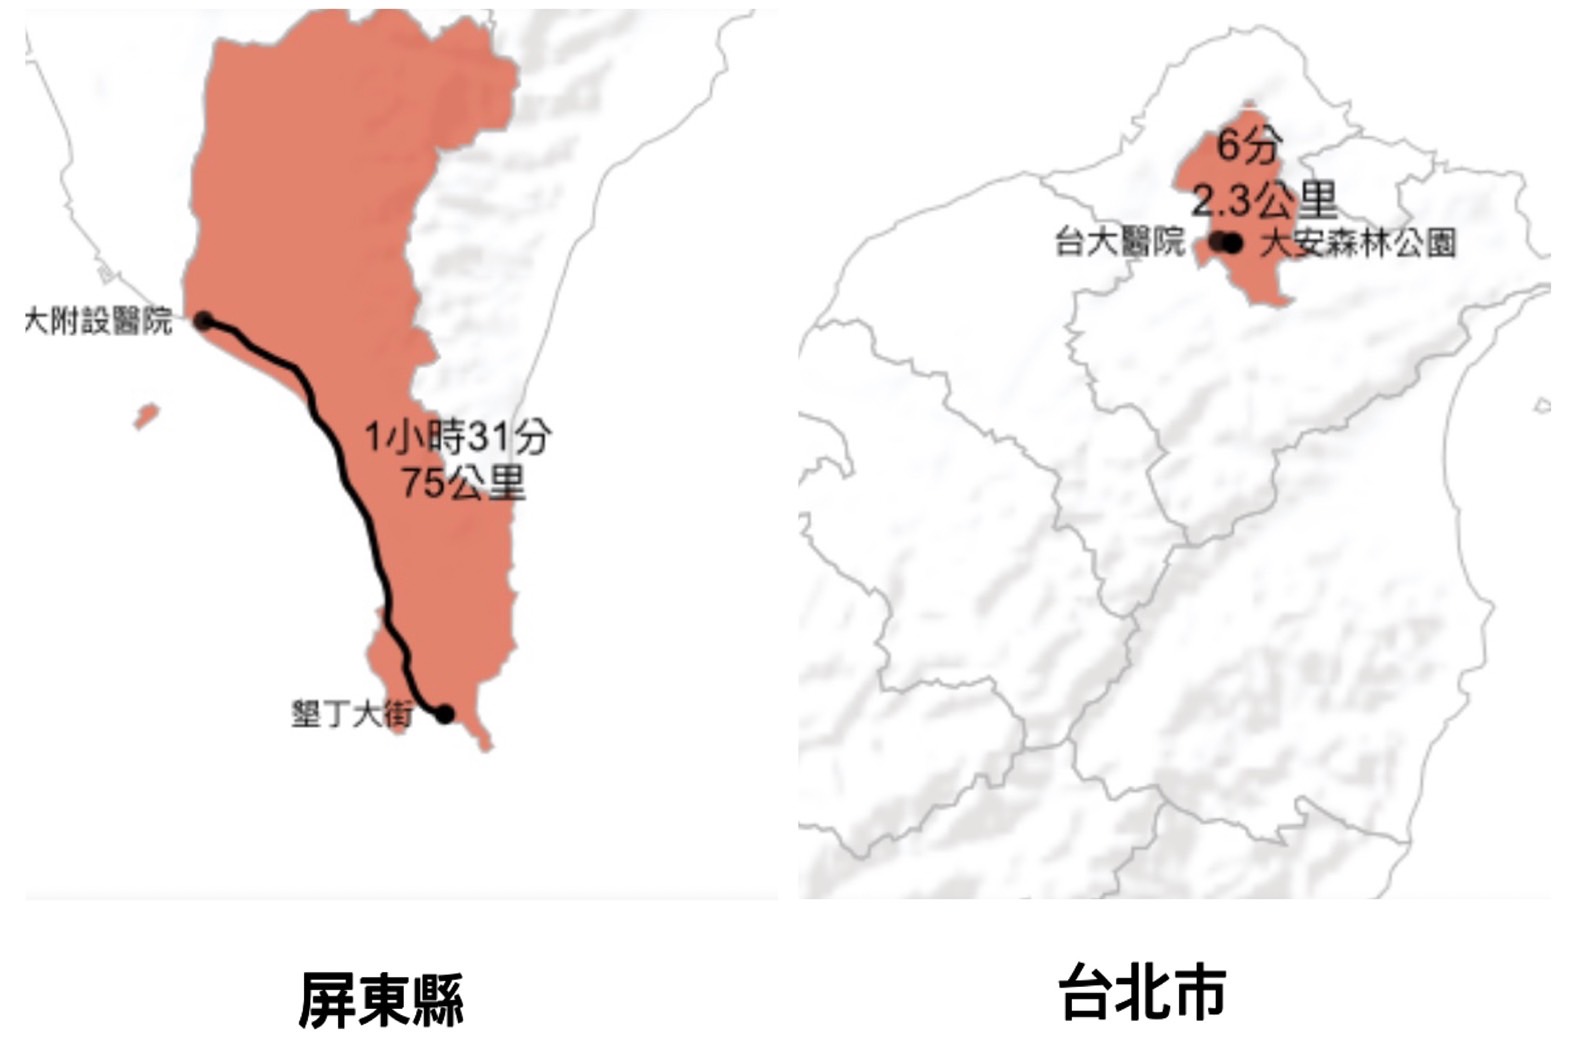 大附設醫院
1小時31分
75公里
墾丁大街
6分
2.3公里
台大醫院
大安森林公園
屏東縣
台北市